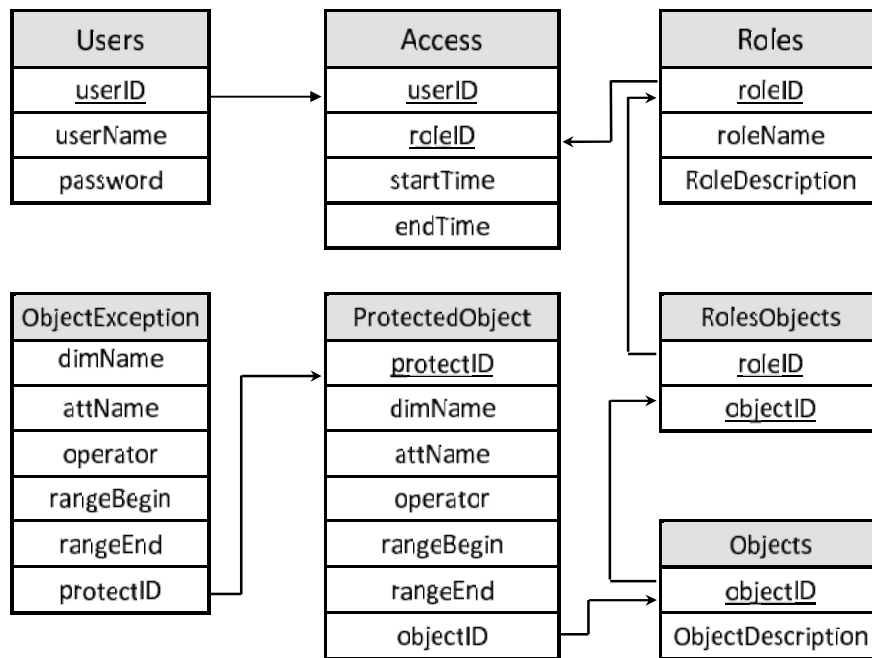 Users
userID
userName
password
Access
userID
roleID
startTime
endTime
Roles
roleID
roleName
RoleDescription
ObjectException
dimName
attName
operator
rangeBegin
rangeEnd
protectID
ProtectedObject
protectID
dimName
attName
operator
rangeBegin
rangeEnd
objectID
RolesObjects
roleID
objectID
Objects
objectID
ObjectDescription